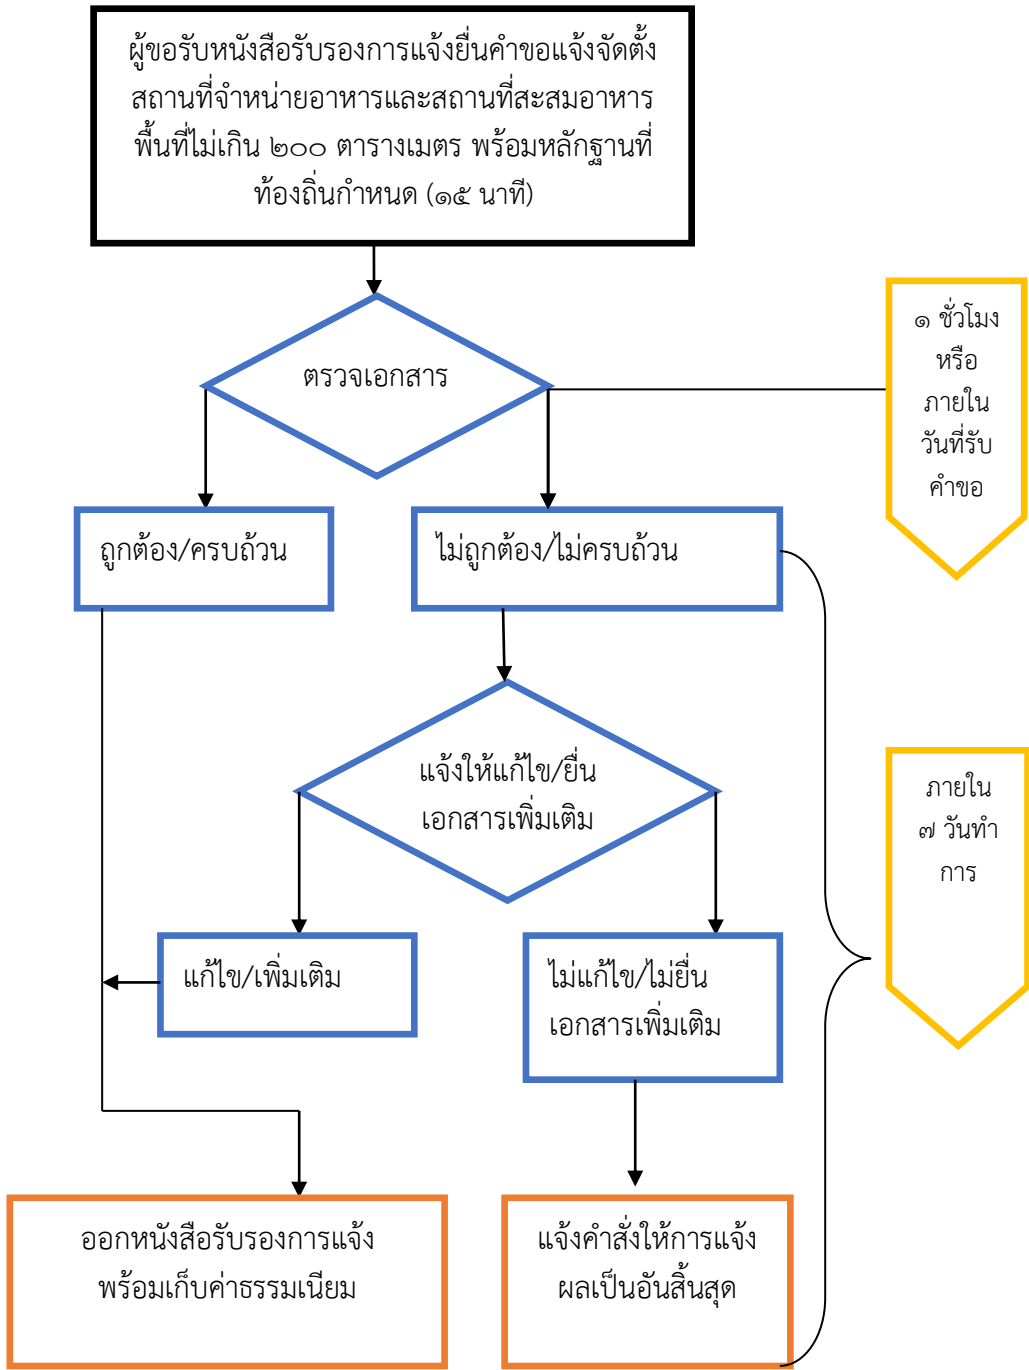 ผู้ขอรับหนังสือรับรองการแจ้งยื่นคำขอแจ้งจัดตั้ง
สถานที่จำหน่ายอาหารและสถานที่สะสมอาหาร
พื้นที่ไม่เกิน ๒๐๐ ตารางเมตร พร้อมหลักฐานที่
ท้องถิ่นกำหนด (๑๕ นาที)
ตรวจเอกสาร
๑ ชั่วโมง
หรือ
ภายใน
วันที่รับ
คำขอ
ถูกต้อง/ครบถ้วน
ไม่ถูกต้อง/ไม่ครบถ้วน
แจ้งให้แก้ไข/ยื่น
เอกสารเพิ่มเติม
ภายใน
๗ วันทำ
การ
แก้ไข/เพิ่มเติม
ไม่แก้ไข/ไม่ยื่น
เอกสารเพิ่มเติม
ออกหนังสือรับรองการแจ้ง
พร้อมเก็บค่าธรรมเนียม
แจ้งคำสั่งให้การแจ้ง
ผลเป็นอันสิ้นสุด